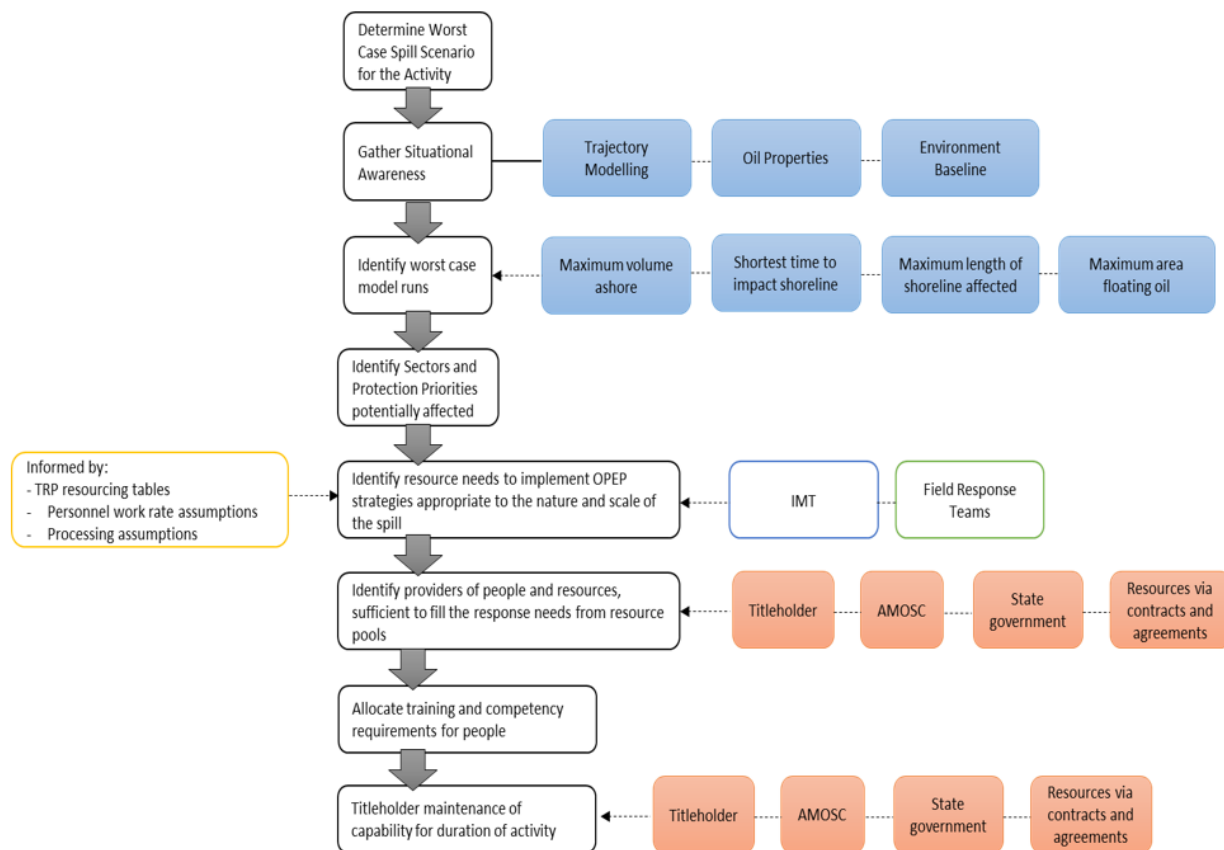 Determine Worst
Case Spill Scenario
for the Activity
Gather Situational
Awareness
Trajectory
Modelling
Oil Properties
Environment
Baseline
Identify worst case
model runs
Maximum volume
ashore
Shortest time to
impact shoreline
Maximum length of
shoreline affected
Maximum area
floating oil
Identify Sectors and
Protection Priorities
potentially affected
Informed by:
- TRP resourcing tables
- Personnel work rate assumptions
- Processing assumptions
Identify resource needs to implement OPEP
strategies appropriate to the nature and scale of
the spill
IMT
Field Response
Teams
Identify providers of people and resources,
sufficient to fill the response needs from resource
pools
Titleholder
AMOSC
State
government
Resources via
contracts and
agreements
Allocate training and competency
requirements for people
Titleholder maintenance of
capability for duration of activity
Titleholder
AMOSC
State
government
Resources via
contracts and
agreements